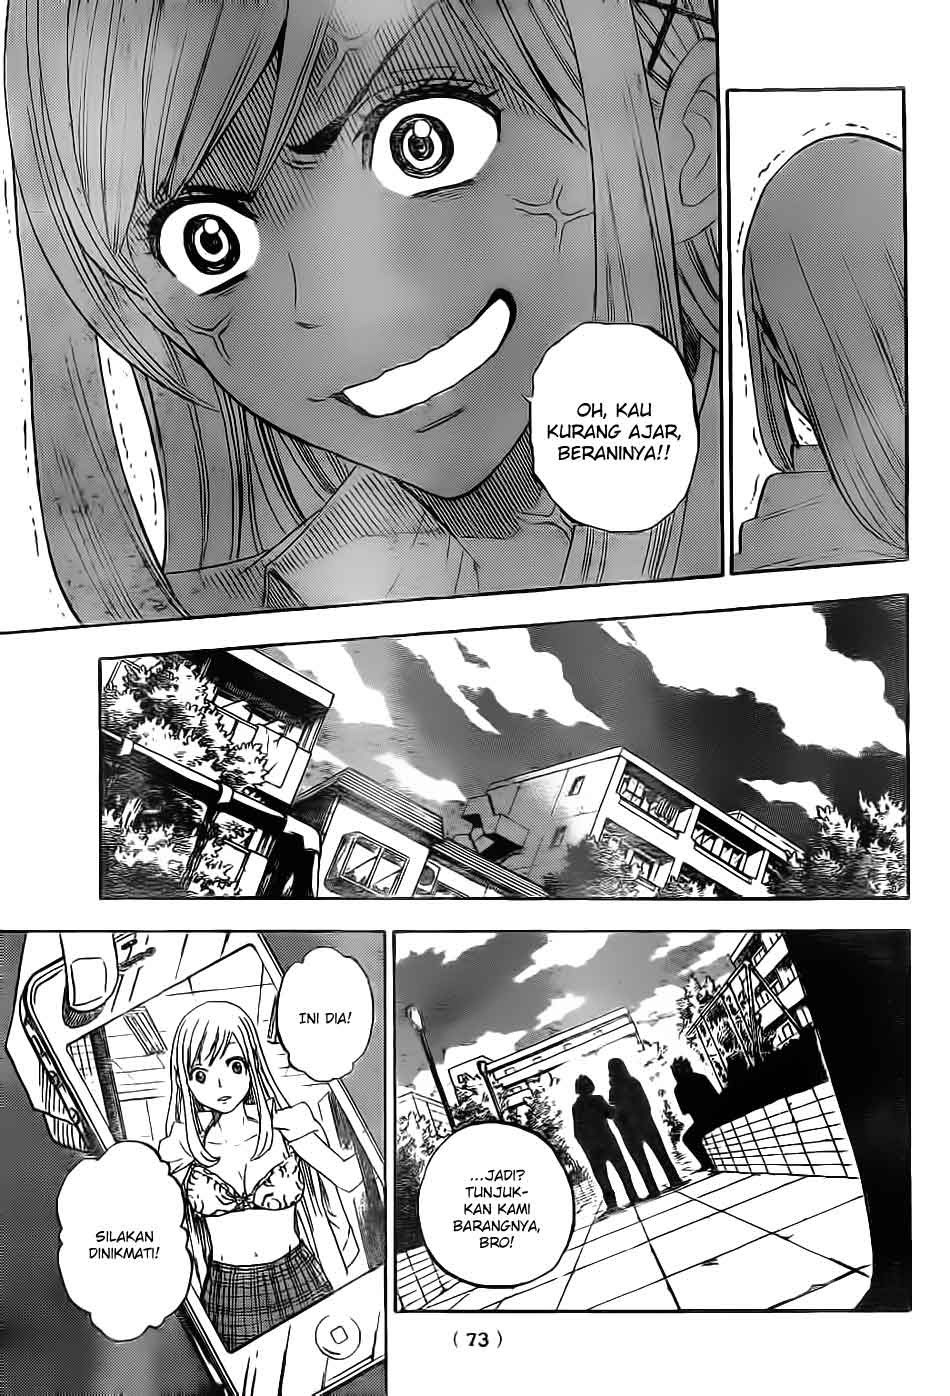 OH, KAU
KURANG AJAR,
BERANINYA!!
...JADI?
TUNJUK-
KAN KAMI
BARANGNYA,
BRO!
INI DIA!
SILAKAN
DINIKMATI!
( 73 )